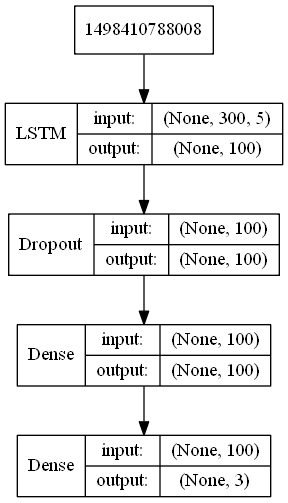 1498410788008
LSTM
input: (None, 300, 5)
output: (None, 100)
Dropout
input: (None, 100)
output: (None, 100)
Dense
input: (None, 100)
output: (None, 100)
Dense
input: (None, 100)
output: (None, 3)